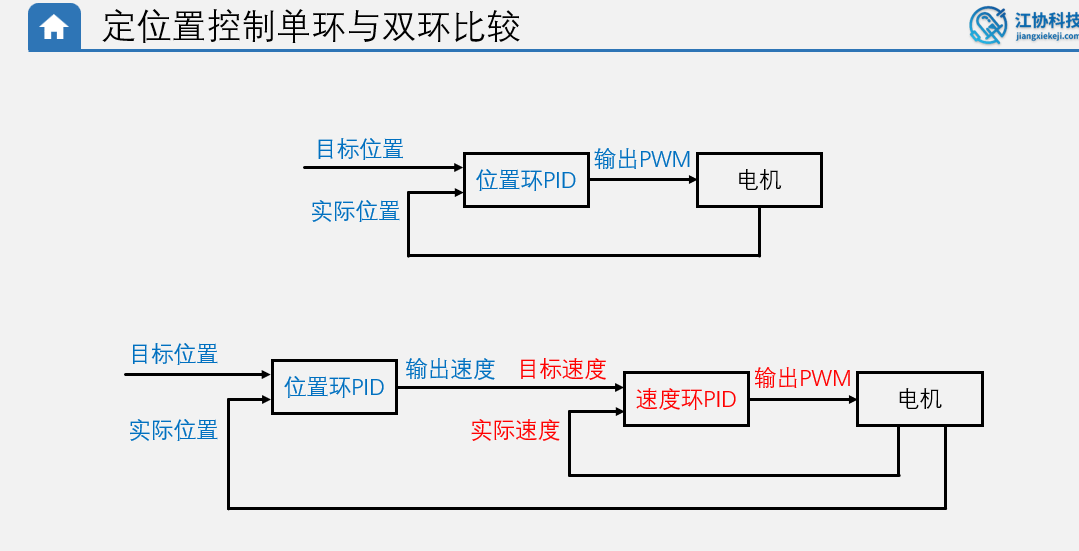 定位置控制单环与双环比较
江协科技
jiangxiekeji.com
目标位置
实际位置
位置环PID
输出PWM
电机
目标位置
实际位置
位置环PID
输出速度
目标速度
实际速度
速度环PID
输出PWM
电机